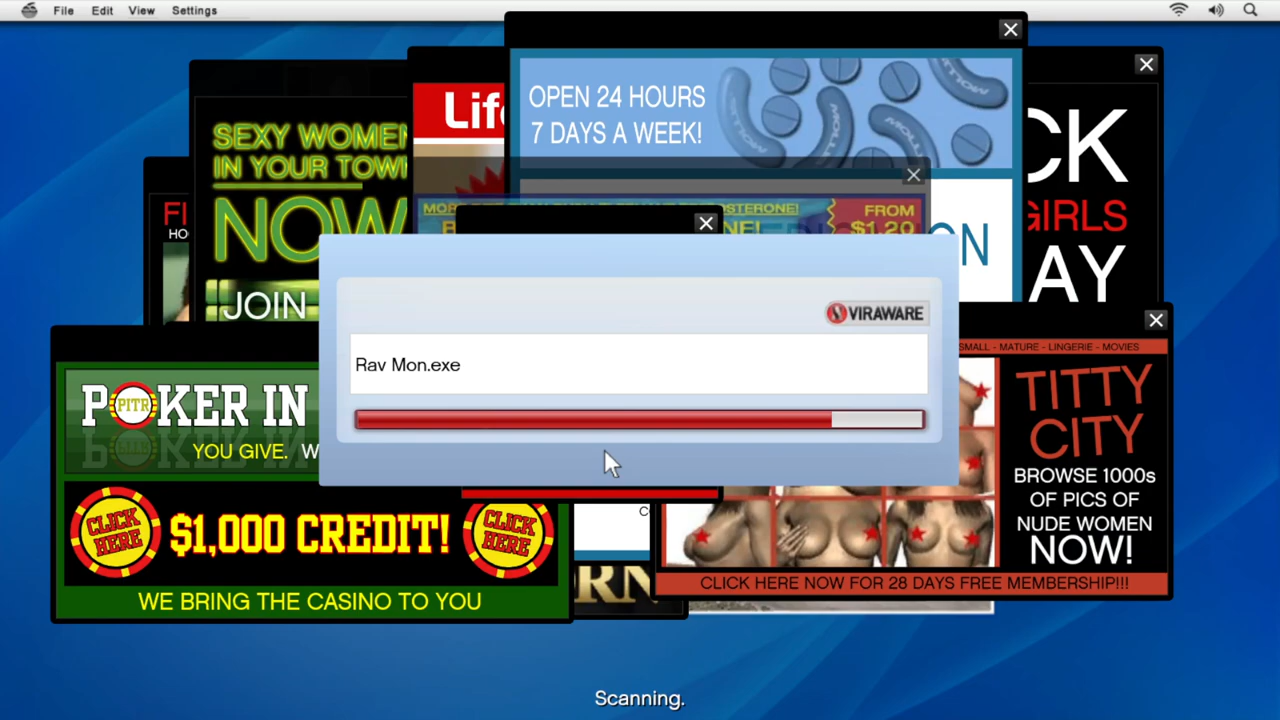 File Edit View Settings
OPEN 24 HOURS
7 DAYS A WEEK!
SEXY WOMEN
IN YOUR TOWN
NOW
JOIN
FROM
$1.20
GIRLS
VIRAWARE
Rav Mon.exe
POKER IN
PITR
YOU GIVE. W
CLICK
HERE
$1,000 CREDIT!
CLICK
HERE
WE BRING THE CASINO TO YOU
SMALL - MATURE - LINGERIE - MOVIES
TITTY
CITY
BROWSE 1000s
OF PICS OF
NUDE WOMEN
NOW!
CLICK HERE NOW FOR 28 DAYS FREE MEMBERSHIP!!!
Scanning.